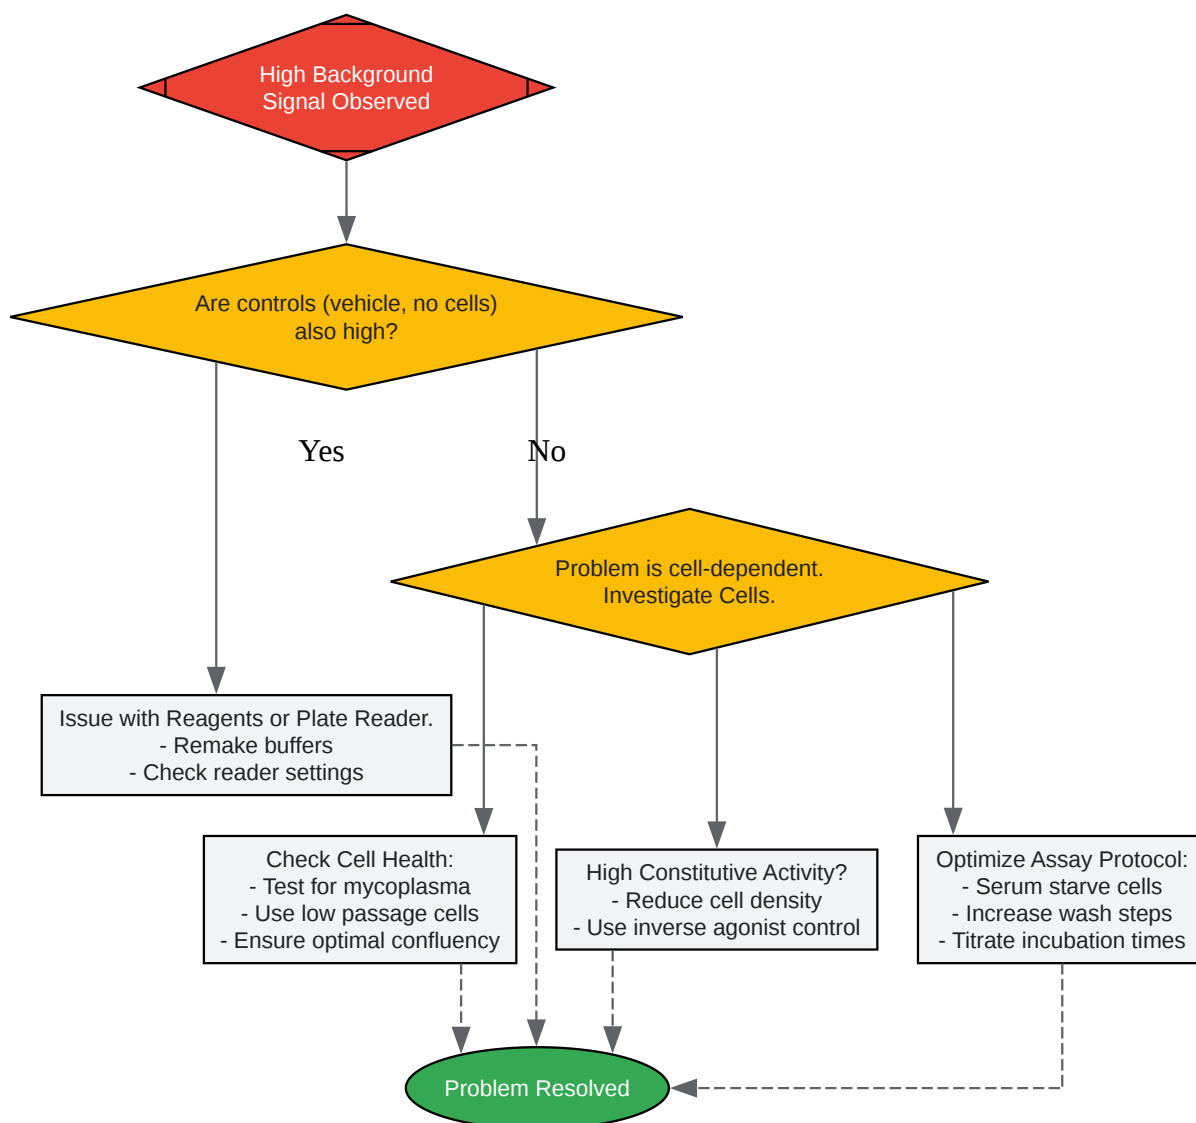 High Background
Signal Observed
Are controls (vehicle, no cells)
also high?
Yes
No
Problem is cell-dependent.
Investigate Cells.
Issue with Reagents or Plate Reader.
- Remake buffers
- Check reader settings
Check Cell Health:
- Test for mycoplasma
- Use low passage cells
- Ensure optimal confluency
High Constitutive Activity?
- Reduce cell density
- Use inverse agonist control
Optimize Assay Protocol:
- Serum starve cells
- Increase wash steps
- Titrate incubation times
Problem Resolved